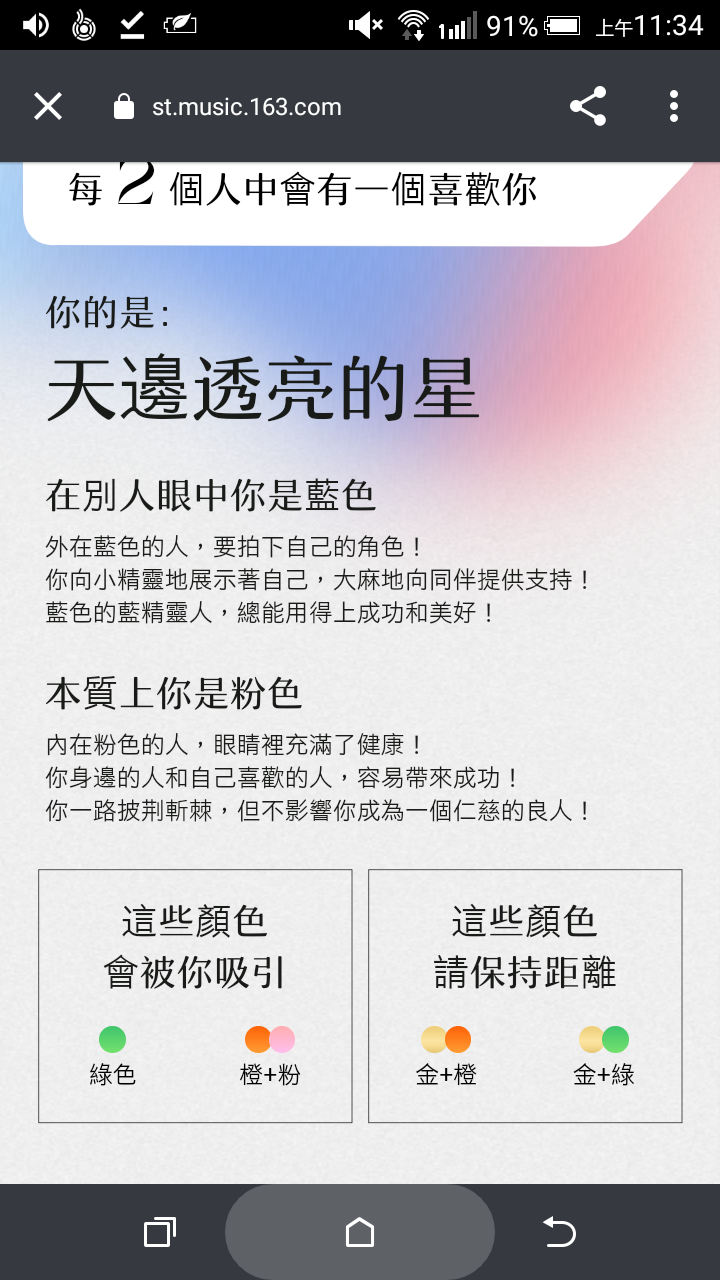 91% 上午11:34
st.music.163.com
每 2 個人中會有一個喜歡你
你的是:
天邊透亮的星
在別人眼中你是藍色
外在藍色的人，要拍下自己的角色！
你向小精靈地展示著自己，大麻地向同伴提供支持！
藍色的藍精靈人，總能用得上成功和美好！
本質上你是粉色
內在粉色的人，眼睛裡充滿了健康！
你身邊的人和自己喜歡的人，容易帶來成功！
你一路披荆斬棘，但不影響你成為一個仁慈的良人！
這些顏色
會被你吸引
綠色 橙+粉
這些顏色
請保持距離
金+橙 金+綠